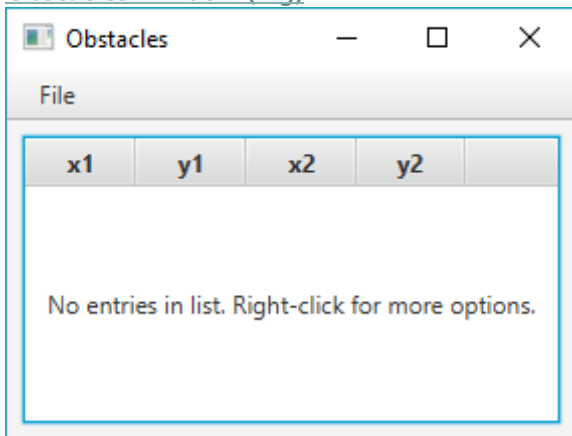 Obstacles
File
x1 y1 x2 y2
No entries in list. Right-click for more options.